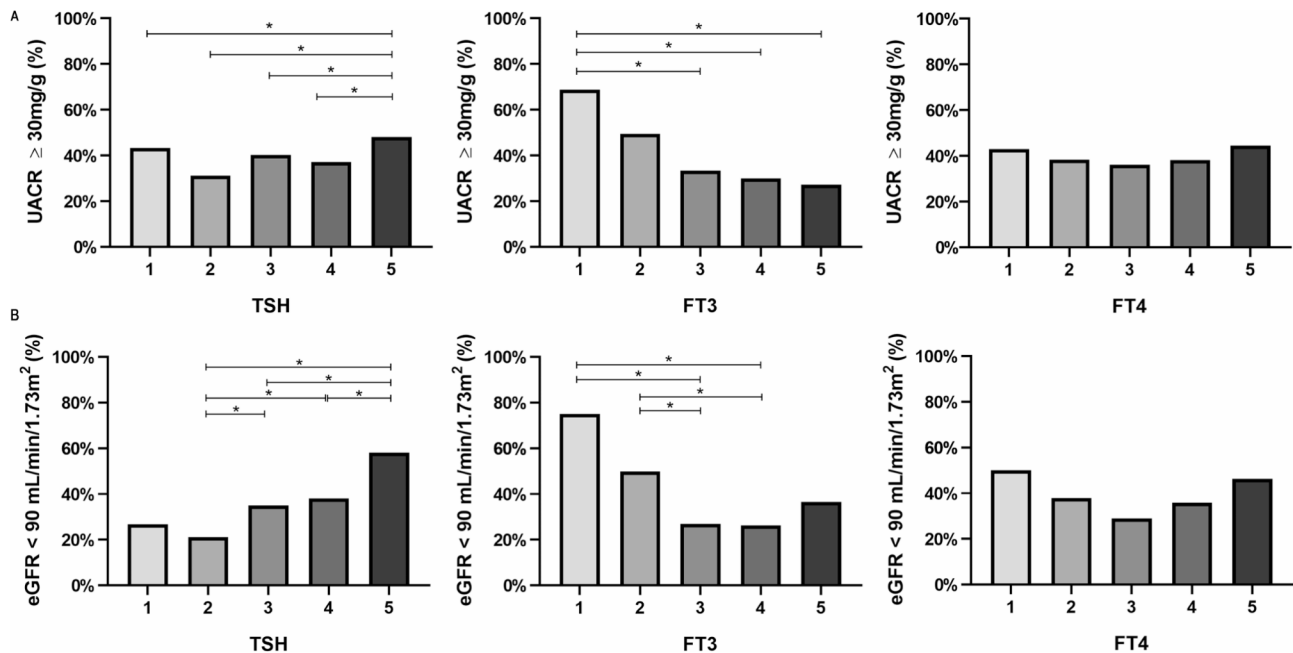 A
UACR ≥ 30mg/g (%)
100%
80%
60%
40%
20%
0%
*
*
*
*
1 2 3 4 5
TSH
UACR ≥ 30mg/g (%)
100%
80%
60%
40%
20%
0%
*
*
*
1 2 3 4 5
FT3
UACR ≥ 30mg/g (%)
100%
80%
60%
40%
20%
0%
1 2 3 4 5
FT4
B
eGFR < 90 mL/min/1.73m² (%)
100%
80%
60%
40%
20%
0%
*
*
* *
*
1 2 3 4 5
TSH
eGFR < 90 mL/min/1.73m² (%)
100%
80%
60%
40%
20%
0%
*
*
*
*
1 2 3 4 5
FT3
eGFR < 90 mL/min/1.73m² (%)
100%
80%
60%
40%
20%
0%
1 2 3 4 5
FT4